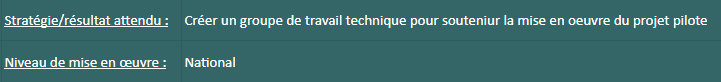 Stratégie/résultat attendu : Créer un groupe de travail technique pour souteniur la mise en oeuvre du projet pilote
Niveau de mise en œuvre : National